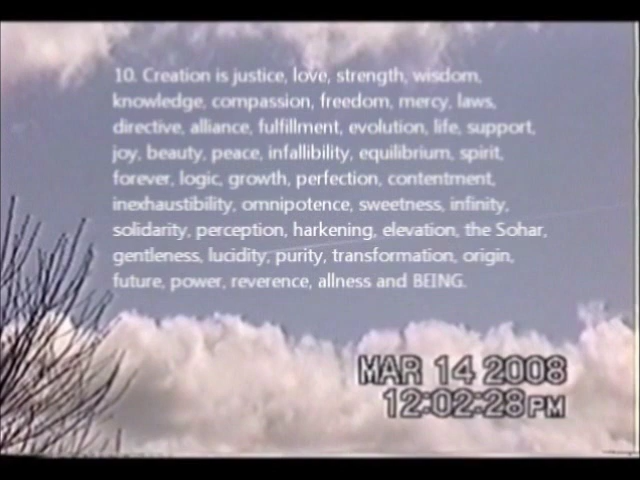 10. Creation is justice, love, strength, wisdom,
knowledge, compassion, freedom, mercy, laws,
directive, alliance, fulfillment, evolution, life, support,
joy, beauty, peace, infallibility, equilibrium, spirit,
forever, logic, growth, perfection, contentment,
inexhaustibility, omnipotence, sweetness, infinity,
solidarity, perception, harkening, elevation, the Sohar,
gentleness, lucidity, purity, transformation, origin,
future, power, reverence, allness and BEING.
MAR 14 2008
12:02:28PM